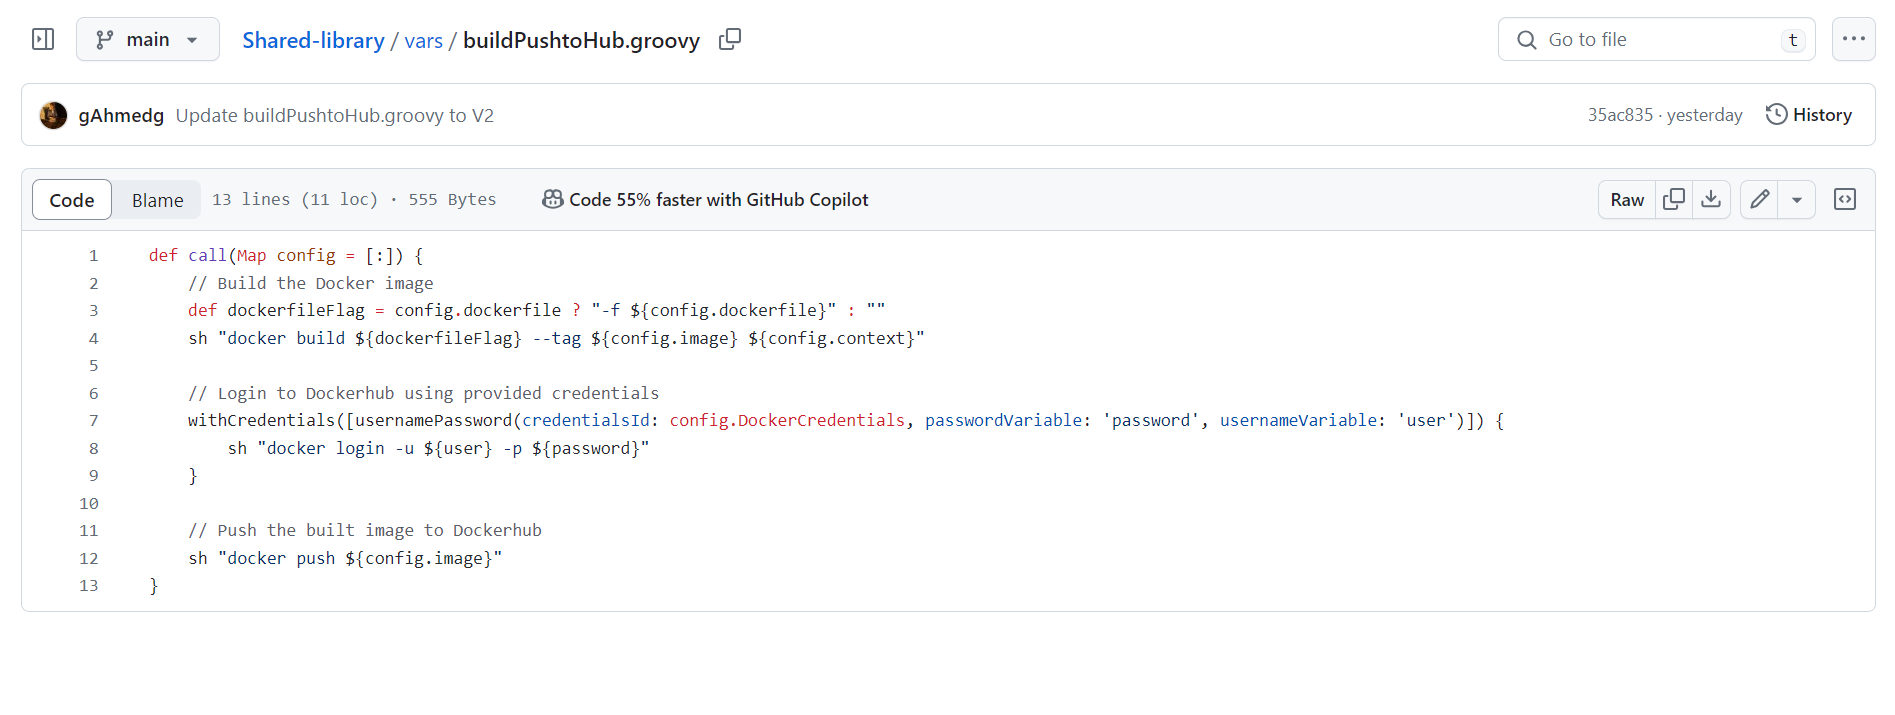 main
Shared-library / vars / buildPushtoHub.groovy
Go to file t
gAhmedg Update buildPushtoHub.groovy to V2
35ac835 · yesterday History
Code Blame 13 lines (11 loc) · 555 Bytes Code 55% faster with GitHub Copilot Raw
1 def call(Map config = [:]) {
2     // Build the Docker image
3     def dockerfileFlag = config.dockerfile ? "-f ${config.dockerfile}" : ""
4     sh "docker build ${dockerfileFlag} --tag ${config.image} ${config.context}"
5
6     // Login to Dockerhub using provided credentials
7     withCredentials([usernamePassword(credentialsId: config.DockerCredentials, passwordVariable: 'password', usernameVariable: 'user')]) {
8         sh "docker login -u ${user} -p ${password}"
9     }
10
11     // Push the built image to Dockerhub
12     sh "docker push ${config.image}"
13 }